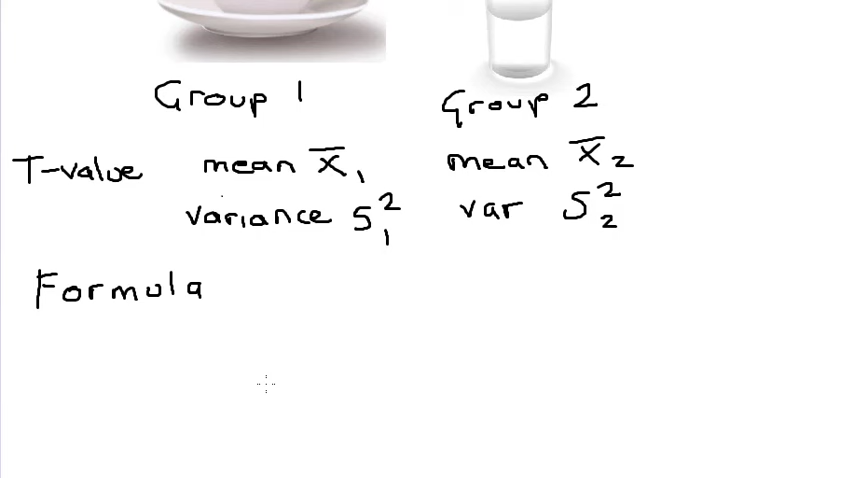 Group 1 Group 2
T-value mean x̅₁ mean x̅₂
variance S₁² var S₂²
Formula